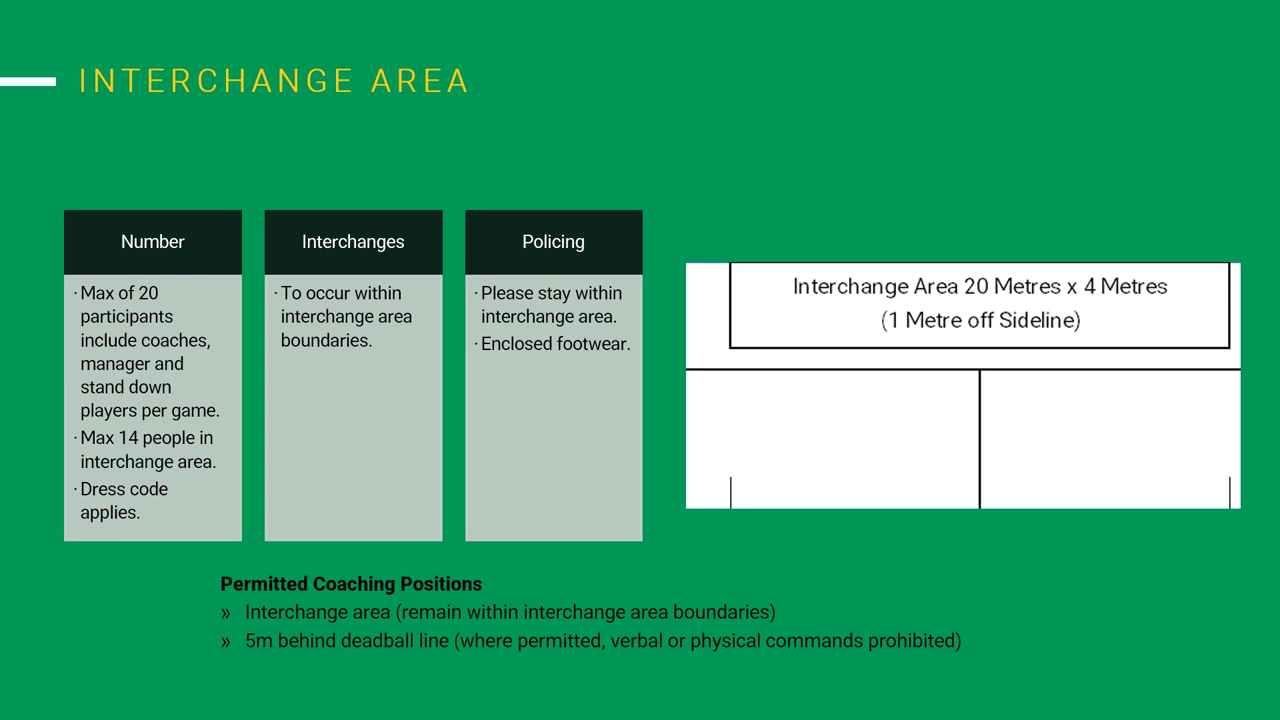 INTERCHANGE AREA
Number
· Max of 20
participants
include coaches,
manager and
stand down
players per game.
· Max 14 people in
interchange area.
· Dress code
applies.
Interchanges
· To occur within
interchange area
boundaries.
Policing
· Please stay within
interchange area.
· Enclosed footwear.
Interchange Area 20 Metres x 4 Metres
(1 Metre off Sideline)
Permitted Coaching Positions
» Interchange area (remain within interchange area boundaries)
» 5m behind deadball line (where permitted, verbal or physical commands prohibited)